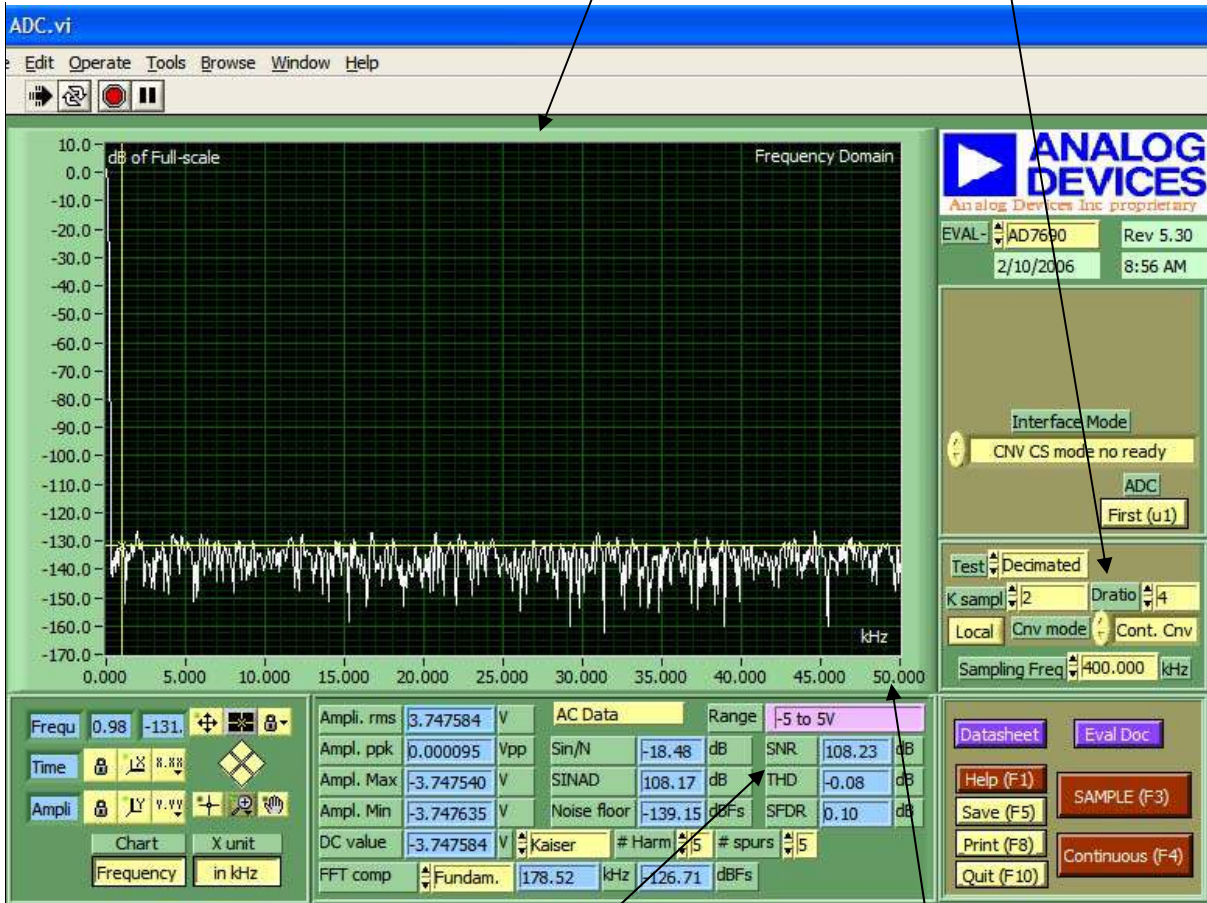 ADC.vi
Edit Operate Tools Browse Window Help
dB of Full-scale
Frequency Domain
10.0
0.0
-10.0
-20.0
-30.0
-40.0
-50.0
-60.0
-70.0
-80.0
-90.0
-100.0
-110.0
-120.0
-130.0
-140.0
-150.0
-160.0
-170.0
kHz
0.000 5.000 10.000 15.000 20.000 25.000 30.000 35.000 40.000 45.000 50.000
ANALOG
DEVICES
Analog Devices Inc proprietary
EVAL- AD7690 Rev 5.30
2/10/2006 8:56 AM
Interface Mode
CNV CS mode no ready
ADC
First (u1)
Test Decimated
K sampl 2 Dratio 4
Local Cnv mode Cont. Cnv
Sampling Freq 400.000 kHz
Frequ 0.98 -131.
Time
Ampli
Chart X unit
Frequency in kHz
Ampli. rms 3.747584 V AC Data Range -5 to 5V
Ampl. ppk 0.000095 Vpp Sin/N -18.48 dB SNR 108.23 dB
Ampl. Max -3.747540 V SINAD 108.17 dB THD -0.08 dB
Ampl. Min -3.747635 V Noise floor -139.15 dBFs SFDR 0.10 dB
DC value -3.747584 V Kaiser # Harm 5 # spurs 5
FFT comp Fundam. 178.52 kHz -126.71 dBFs
Datasheet Eval Doc
Help (F1)
SAMPLE (F3)
Save (F5)
Print (F8)
Continuous (F4)
Quit (F10)